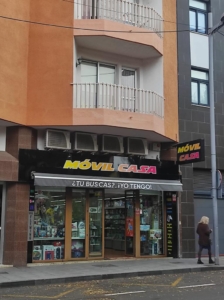 MÓVIL CASA
¿TU BUSCAS?..¡YO TENGO!
MÓVIL
CASA